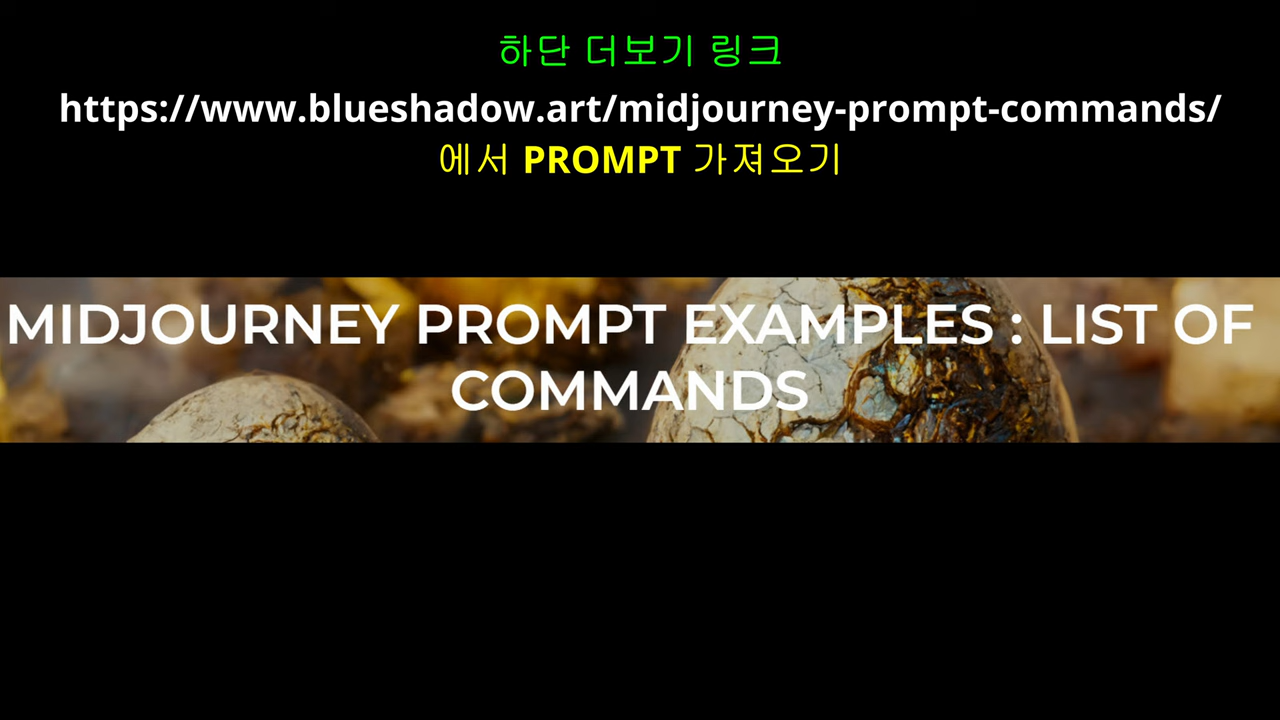 하단 더보기 링크
https://www.blueshadow.art/midjourney-prompt-commands/
에서 PROMPT 가져오기
MIDJOURNEY PROMPT EXAMPLES : LIST OF
COMMANDS